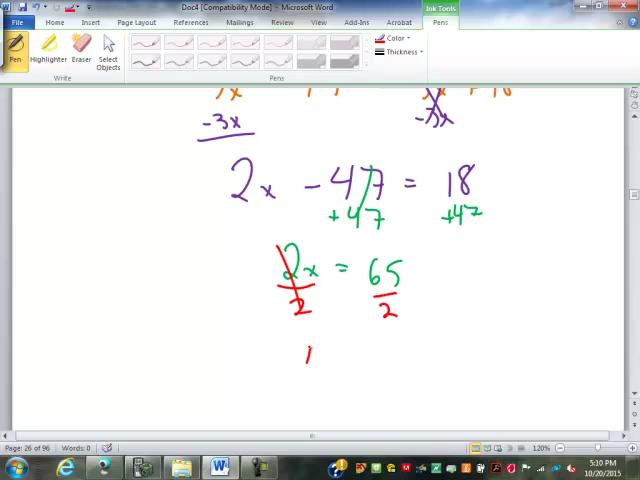 Doc4 [Compatibility Mode] - Microsoft Word
Ink Tools
File Home Insert Page Layout References Mailings Review View Add-Ins Acrobat Pens
Pen Highlighter Eraser Select Objects
Color
Thickness
Write Pens
-3x -3x
2x - 47 = 18
+47 +47
2x = 65
2 2
Page: 26 of 96 Words: 0 120%
5:10 PM
10/20/2015